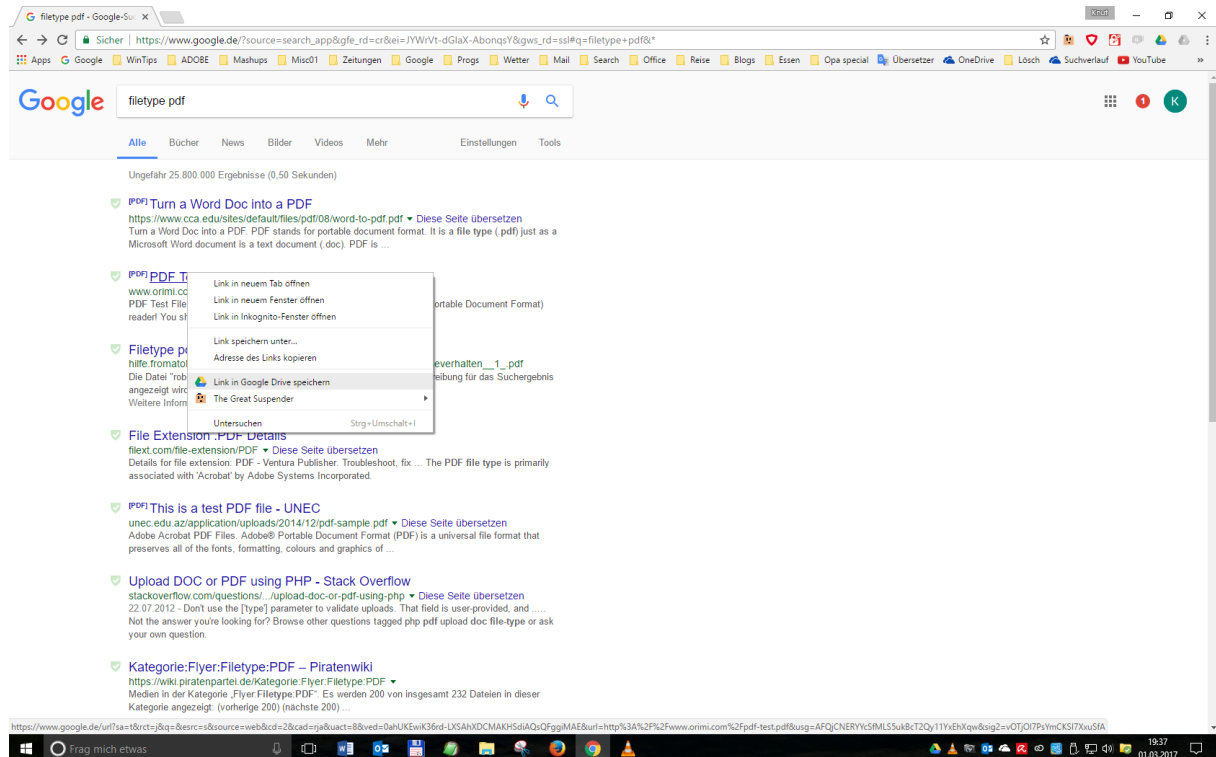 filetype pdf - Google-Suc
Knut
Sicher | https://www.google.de/?source=search_app&gfe_rd=cr&ei=JYWrVt-dGIaX-AbonqsY&gws_rd=ssl#q=filetype+pdf&*
Apps Google WinTips ADOBE Mashups Misc01 Zeitungen Google Progs Wetter Mail Search Office Reise Blogs Essen Opa special Übersetzer OneDrive Lösch Suchverlauf YouTube »
Google filetype pdf 1 K
Alle Bücher News Bilder Videos Mehr Einstellungen Tools
Ungefähr 25.800.000 Ergebnisse (0,50 Sekunden)
[PDF] Turn a Word Doc into a PDF
https://www.cca.edu/sites/default/files/pdf/08/word-to-pdf.pdf ▾ Diese Seite übersetzen
Turn a Word Doc into a PDF. PDF stands for portable document format. It is a file type (.pdf) just as a
Microsoft Word document is a text document (.doc). PDF is ...
[PDF] PDF Te
www.orimi.co
PDF Test File ortable Document Format)
reader! You sh
Filetype po
hilfe.fromatol everhalten__1_.pdf
Die Datei "rob eibung für das Suchergebnis
angezeigt wird
Weitere Inform
Link in neuem Tab öffnen
Link in neuem Fenster öffnen
Link in Inkognito-Fenster öffnen
Link speichern unter...
Adresse des Links kopieren
Link in Google Drive speichern
The Great Suspender
Untersuchen Strg+Umschalt+I
File Extension .PDF Details
filext.com/file-extension/PDF ▾ Diese Seite übersetzen
Details for file extension: PDF - Ventura Publisher. Troubleshoot, fix ... The PDF file type is primarily
associated with 'Acrobat' by Adobe Systems Incorporated.
[PDF] This is a test PDF file - UNEC
unec.edu.az/application/uploads/2014/12/pdf-sample.pdf ▾ Diese Seite übersetzen
Adobe Acrobat PDF Files. Adobe® Portable Document Format (PDF) is a universal file format that
preserves all of the fonts, formatting, colours and graphics of ...
Upload DOC or PDF using PHP - Stack Overflow
stackoverflow.com/questions/.../upload-doc-or-pdf-using-php ▾ Diese Seite übersetzen
22.07.2012 - Don't use the ['type'] parameter to validate uploads. That field is user-provided, and .....
Not the answer you're looking for? Browse other questions tagged php pdf upload doc file-type or ask
your own question.
Kategorie:Flyer:Filetype:PDF – Piratenwiki
https://wiki.piratenpartei.de/Kategorie:Flyer:Filetype:PDF ▾
Medien in der Kategorie „Flyer:Filetype:PDF“. Es werden 200 von insgesamt 232 Dateien in dieser
Kategorie angezeigt: (vorherige 200) (nächste 200) ...
Frag mich etwas
19:37
01.03.2017